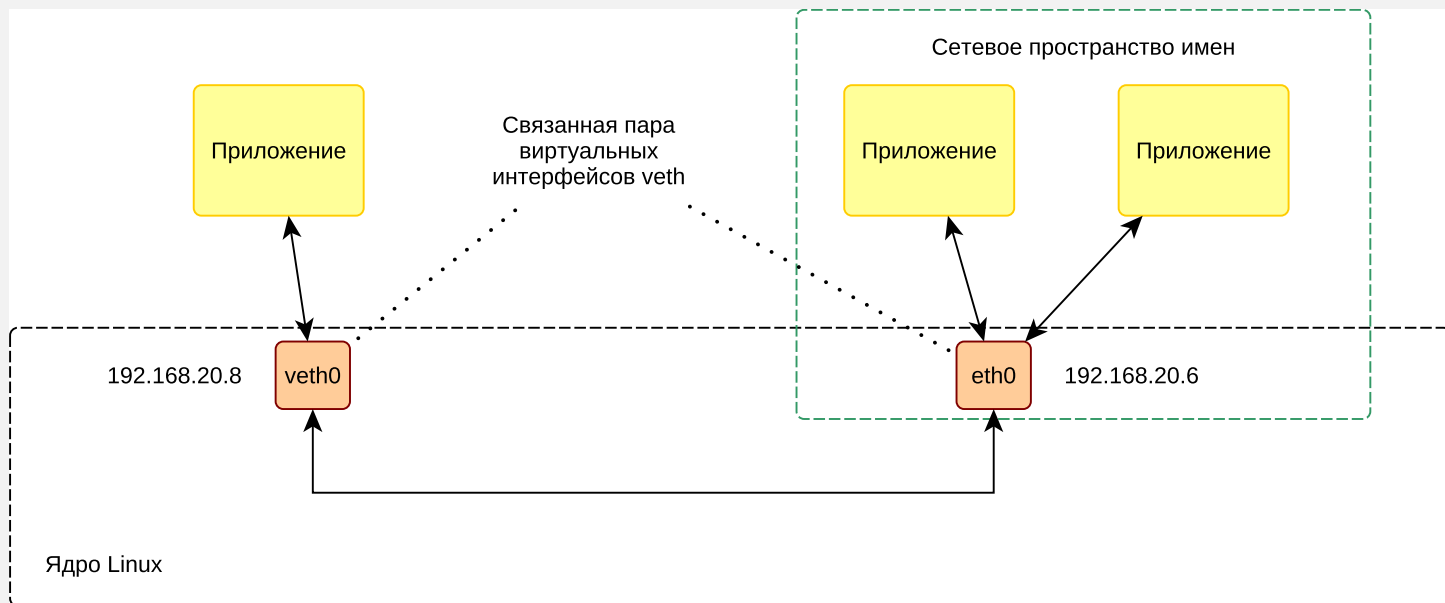 Сетевое пространство имен
Связанная пара
виртуальных
интерфейсов veth
Приложение
Приложение
Приложение
192.168.20.8
veth0
eth0
192.168.20.6
Ядро Linux